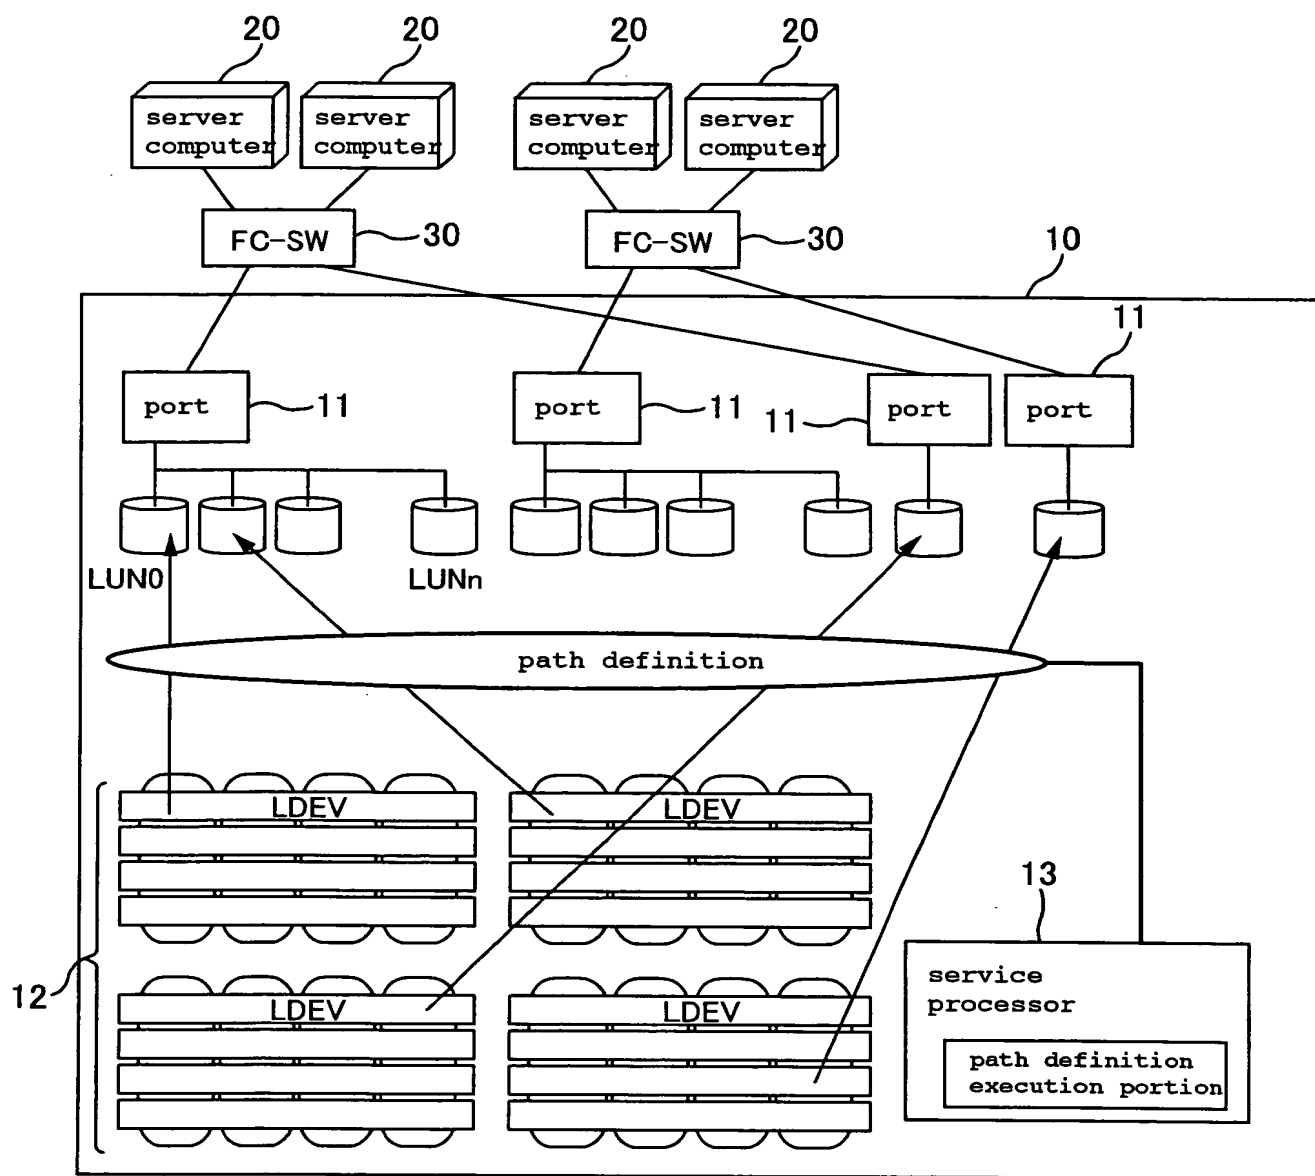 20
20
20
20
server
computer
server
computer
server
computer
server
computer
FC-SW
30
FC-SW
30
10
11
port
11
port
11
11
port
port
LUN0
LUNn
path definition
LDEV
LDEV
13
12
service
processor
LDEV
LDEV
path definition
execution portion